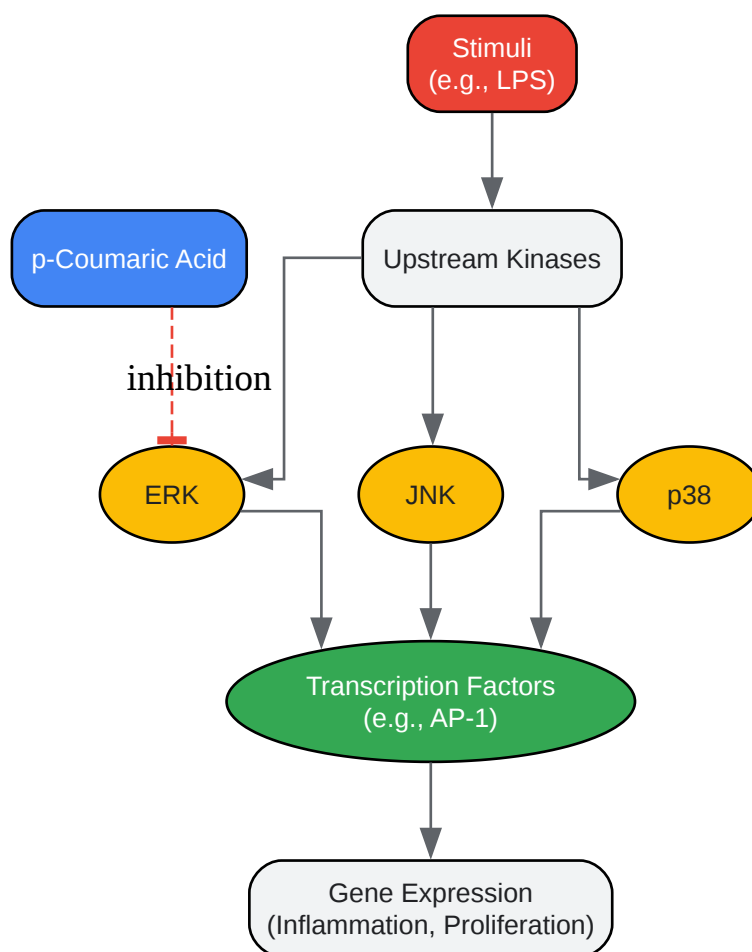 Stimuli
(e.g., LPS)
p-Coumaric Acid
Upstream Kinases
inhibition
ERK
JNK
p38
Transcription Factors
(e.g., AP-1)
Gene Expression
(Inflammation, Proliferation)